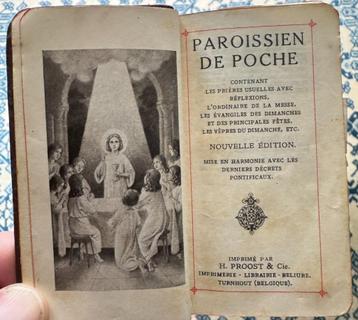 PAROISSIEN
DE POCHE
CONTENANT
LES PRIÈRES USUELLES AVEC
RÉFLEXIONS,
L'ORDINAIRE DE LA MESSE,
LES ÉVANGILES DES DIMANCHES
ET DES PRINCIPALES FÊTES,
LES VÊPRES DU DIMANCHE, ETC.
NOUVELLE ÉDITION.
MISE EN HARMONIE AVEC LES
DERNIERS DÉCRETS
PONTIFICAUX.
IMPRIMÉ PAR
H. PROOST & Cie.
IMPRIMERIE - LIBRAIRIE - RELIURE,
TURNHOUT (BELGIQUE).